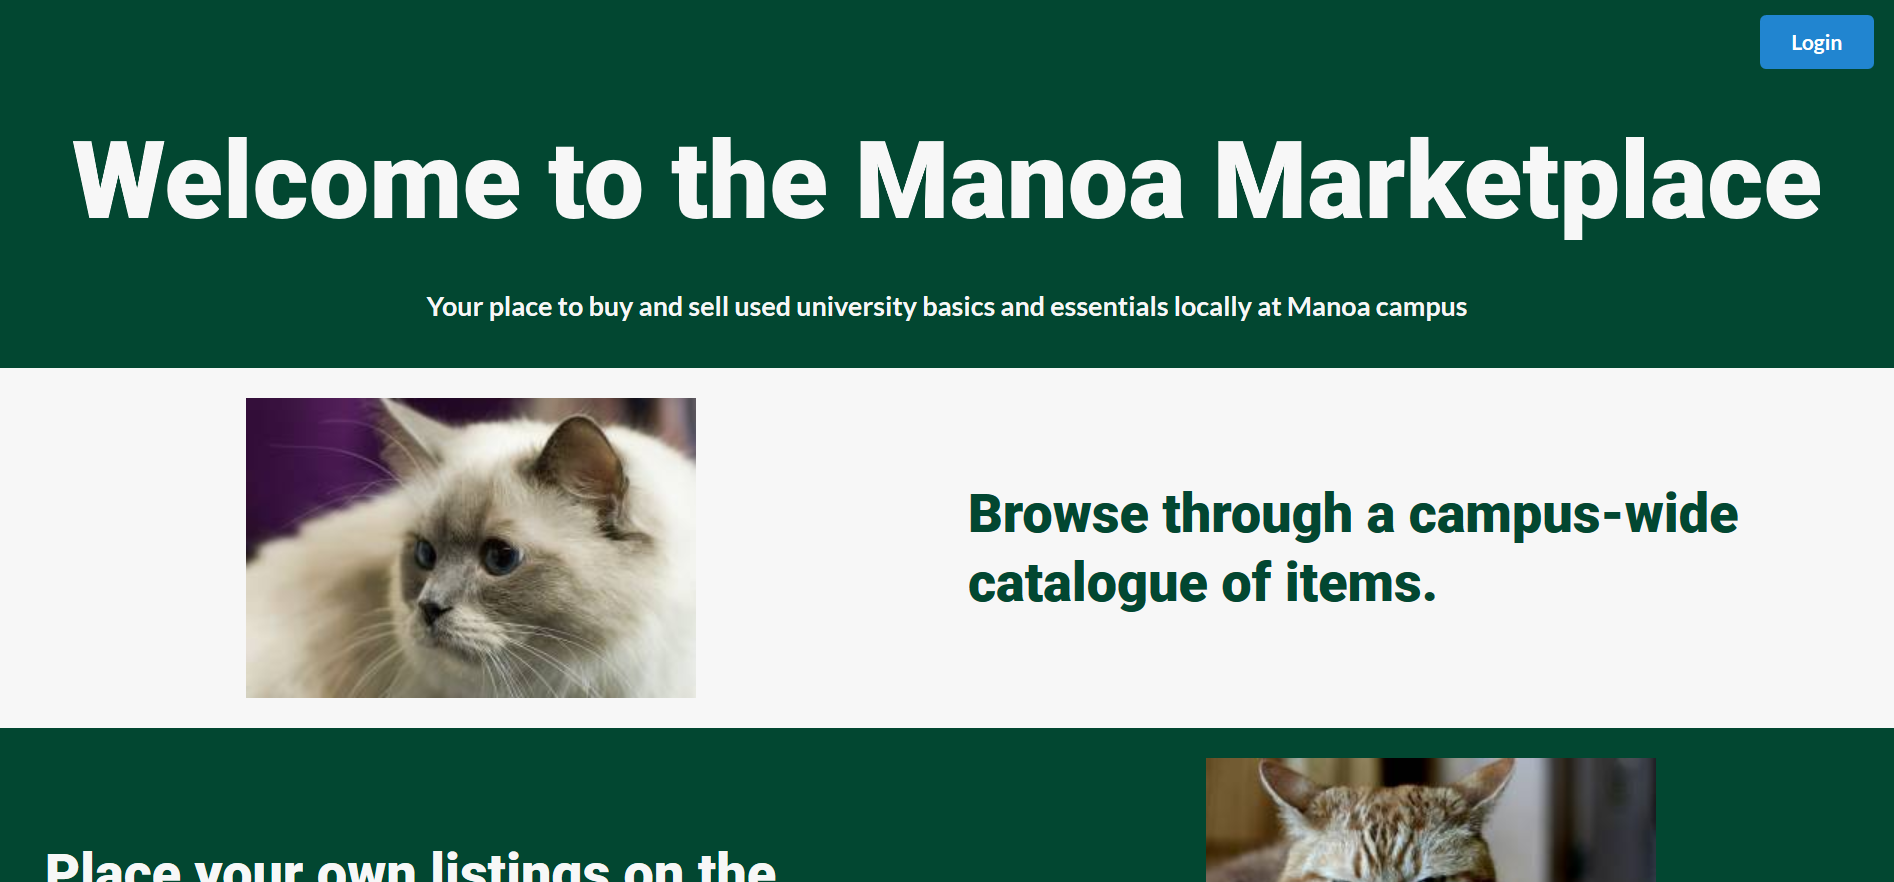 Login
Welcome to the Manoa Marketplace
Your place to buy and sell used university basics and essentials locally at Manoa campus
Browse through a campus-wide
catalogue of items.
Place your own listings on the